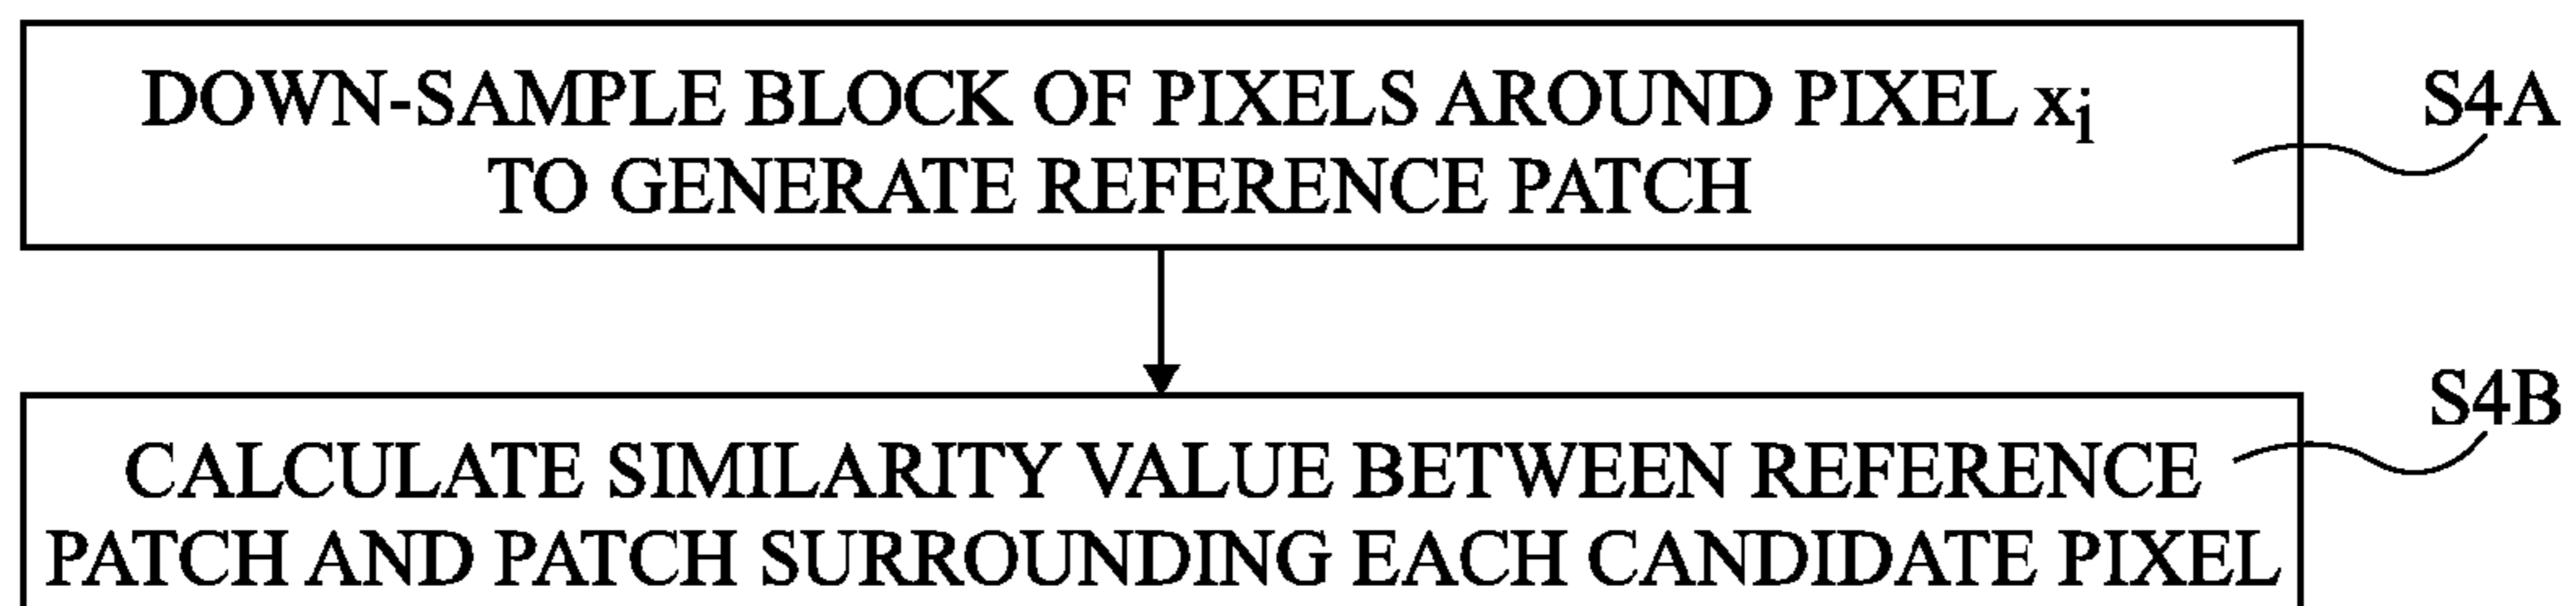 DOWN-SAMPLE BLOCK OF PIXELS AROUND PIXEL xi
TO GENERATE REFERENCE PATCH
S4A
CALCULATE SIMILARITY VALUE BETWEEN REFERENCE
PATCH AND PATCH SURROUNDING EACH CANDIDATE PIXEL
S4B